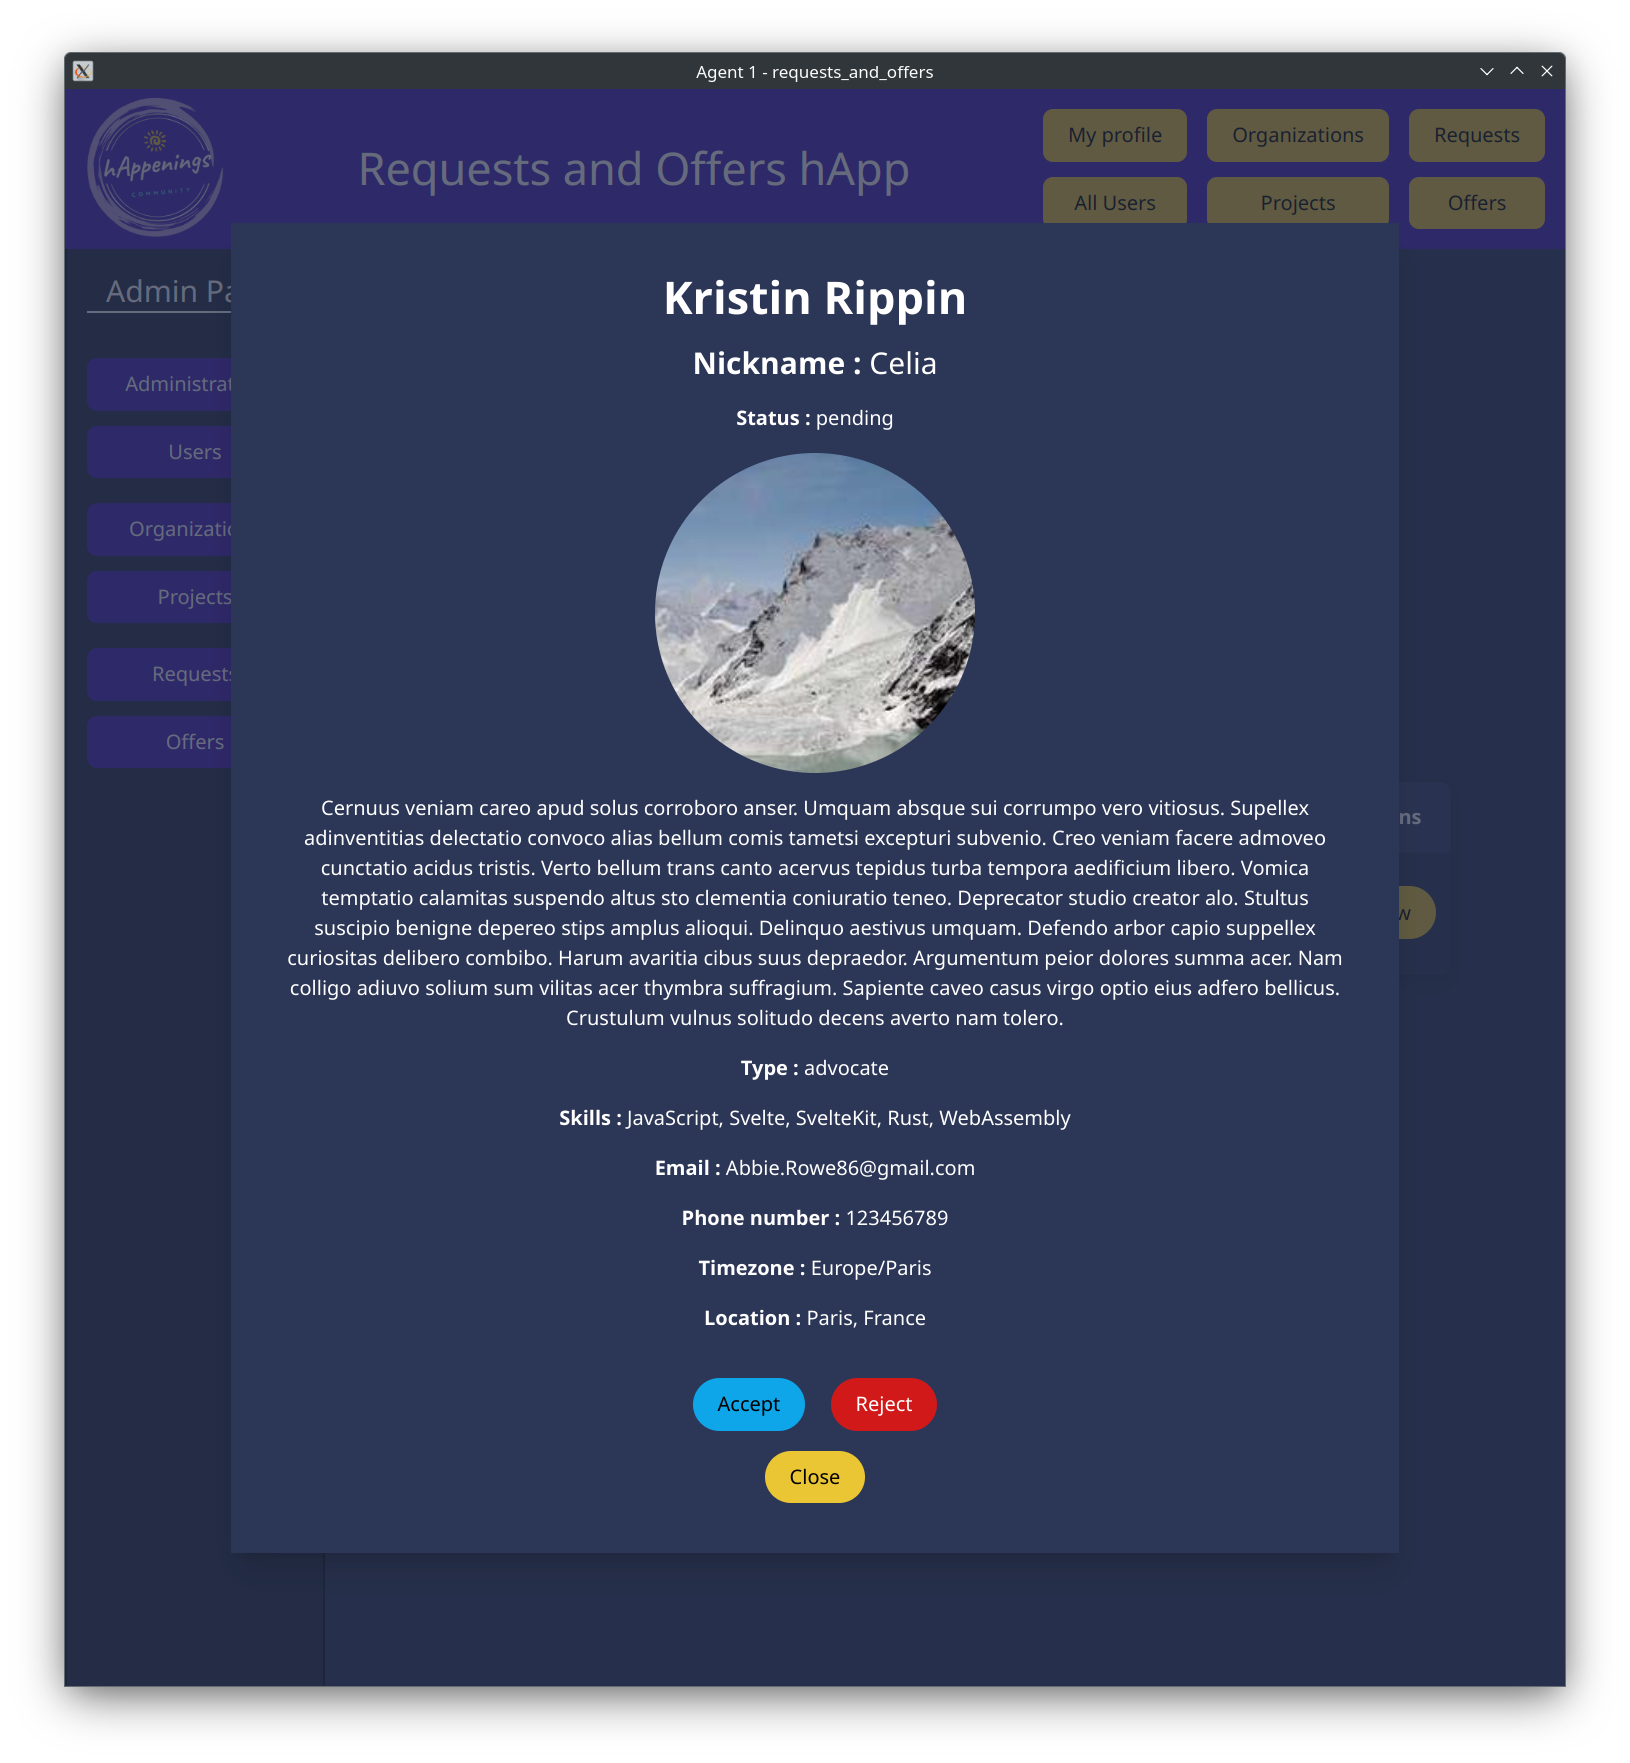 Agent 1 - requests_and_offers
hAppenings
COMMUNITY
Requests and Offers hApp
My profile
Organizations
Requests
All Users
Projects
Offers
Admin Pa
Administrat
Users
Organizatio
Projects
Requests
Offers
Kristin Rippin
Nickname : Celia
Status : pending
Cernuus veniam careo apud solus corroboro anser. Umquam absque sui corrumpo vero vitiosus. Supellex
adinventitias delectatio convoco alias bellum comis tametsi excepturi subvenio. Creo veniam facere admoveo
cunctatio acidus tristis. Verto bellum trans canto acervus tepidus turba tempora aedificium libero. Vomica
temptatio calamitas suspendo altus sto clementia coniuratio teneo. Deprecator studio creator alo. Stultus
suscipio benigne depereo stips amplus alioqui. Delinquo aestivus umquam. Defendo arbor capio suppellex
curiositas delibero combibo. Harum avaritia cibus suus depraedor. Argumentum peior dolores summa acer. Nam
colligo adiuvo solium sum vilitas acer thymbra suffragium. Sapiente caveo casus virgo optio eius adfero bellicus.
Crustulum vulnus solitudo decens averto nam tolero.
Type : advocate
Skills : JavaScript, Svelte, SvelteKit, Rust, WebAssembly
Email : Abbie.Rowe86@gmail.com
Phone number : 123456789
Timezone : Europe/Paris
Location : Paris, France
Accept
Reject
Close
ns
w